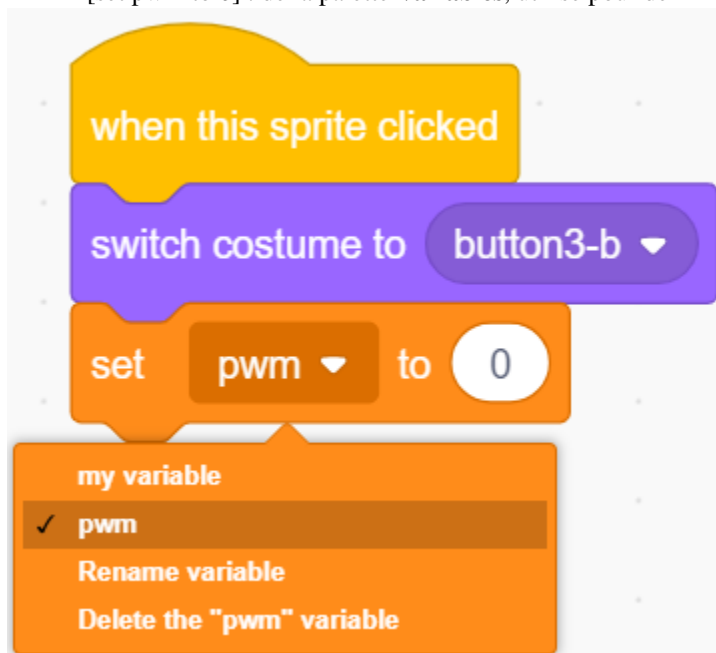 when this sprite clicked
switch costume to button3-b
set pwm to 0
my variable
✓ pwm
Rename variable
Delete the "pwm" variable